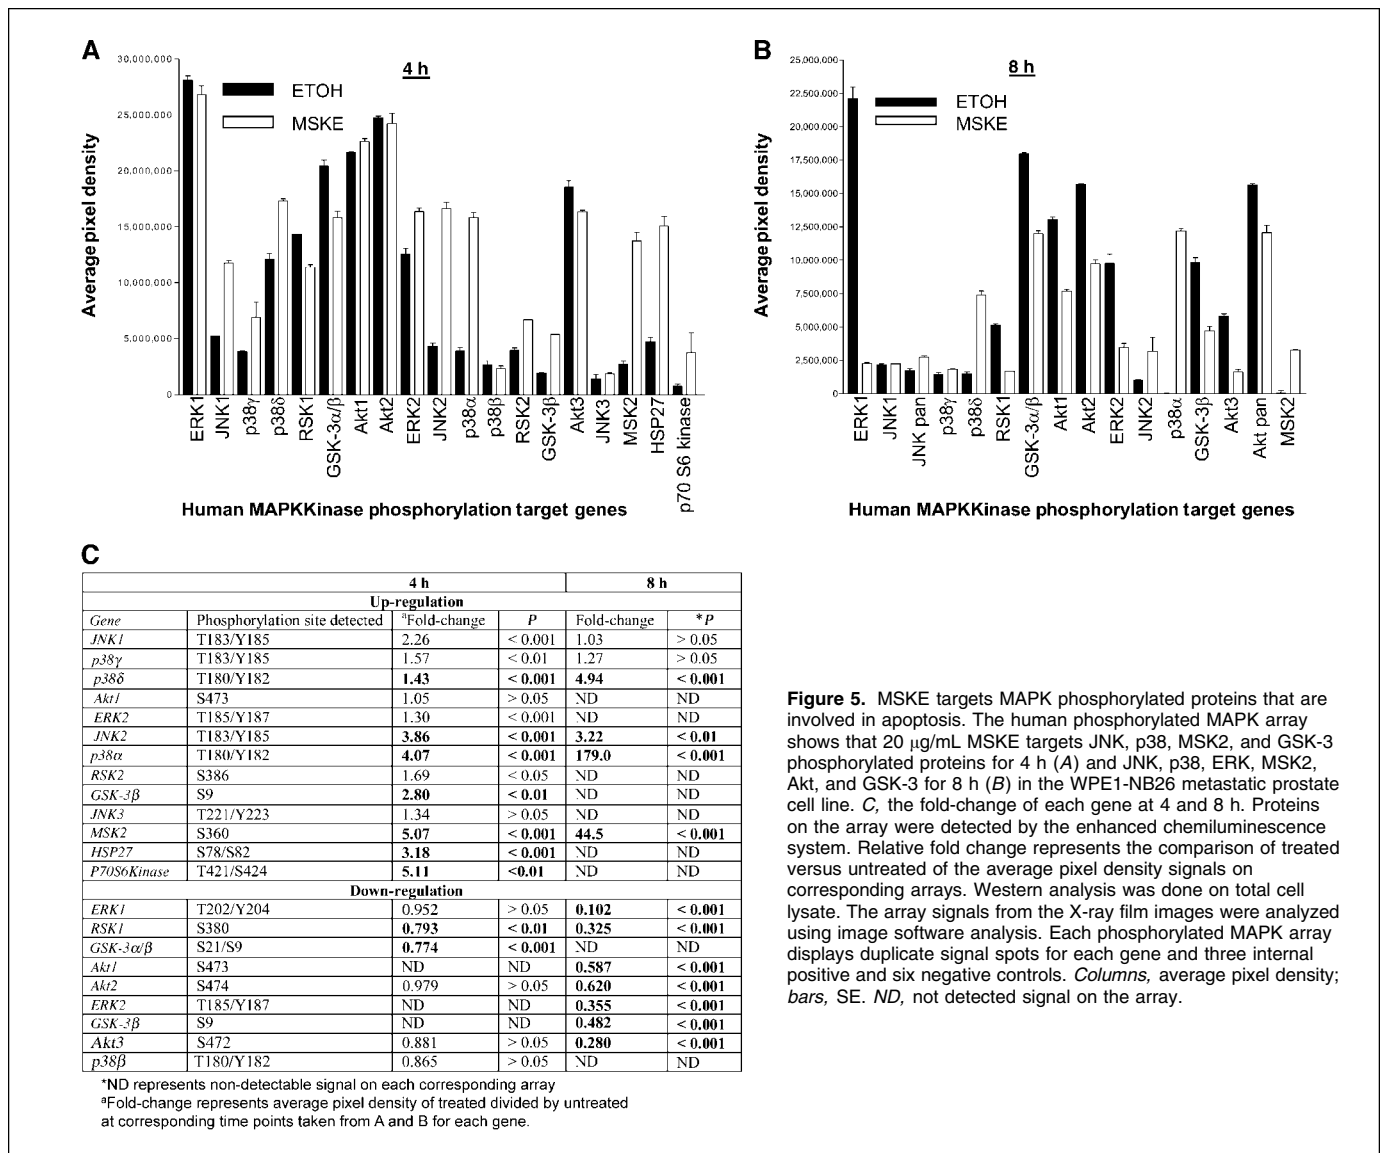 A
4 h
30,000,000
25,000,000
20,000,000
15,000,000
10,000,000
5,000,000
0
Average pixel density
ETOH
MSKE
ERK1 JNK1 p38γ p38δ RSK1 GSK-3α/β Akt1 Akt2 ERK2 JNK2 p38α p38β RSK2 GSK-3β Akt3 JNK3 MSK2 HSP27 p70 S6 kinase
Human MAPKKinase phosphorylation target genes
B
8 h
25,000,000
22,500,000
20,000,000
17,500,000
15,000,000
12,500,000
10,000,000
7,500,000
5,000,000
2,500,000
0
Average pixel density
ETOH
MSKE
ERK1 JNK1 JNK pan p38γ p38δ RSK1 GSK-3α/β Akt1 Akt2 ERK2 JNK2 p38α GSK-3β Akt3 Akt pan MSK2
Human MAPKKinase phosphorylation target genes
C
4 h 8 h
Up-regulation
Gene Phosphorylation site detected ᵃFold-change P Fold-change *P
JNK1 T183/Y185 2.26 < 0.001 1.03 > 0.05
p38γ T183/Y185 1.57 < 0.01 1.27 > 0.05
p38δ T180/Y182 1.43 < 0.001 4.94 < 0.001
Akt1 S473 1.05 > 0.05 ND ND
ERK2 T185/Y187 1.30 < 0.001 ND ND
JNK2 T183/Y185 3.86 < 0.001 3.22 < 0.01
p38α T180/Y182 4.07 < 0.001 179.0 < 0.001
RSK2 S386 1.69 < 0.05 ND ND
GSK-3β S9 2.80 < 0.01 ND ND
JNK3 T221/Y223 1.34 > 0.05 ND ND
MSK2 S360 5.07 < 0.001 44.5 < 0.001
HSP27 S78/S82 3.18 < 0.001 ND ND
P70S6Kinase T421/S424 5.11 <0.01 ND ND
Down-regulation
ERK1 T202/Y204 0.952 > 0.05 0.102 < 0.001
RSK1 S380 0.793 < 0.01 0.325 < 0.001
GSK-3α/β S21/S9 0.774 < 0.001 ND ND
Akt1 S473 ND ND 0.587 < 0.001
Akt2 S474 0.979 > 0.05 0.620 < 0.001
ERK2 T185/Y187 ND ND 0.355 < 0.001
GSK-3β S9 ND ND 0.482 < 0.001
Akt3 S472 0.881 > 0.05 0.280 < 0.001
p38β T180/Y182 0.865 > 0.05 ND ND
*ND represents non-detectable signal on each corresponding array
ᵃFold-change represents average pixel density of treated divided by untreated
at corresponding time points taken from A and B for each gene.
Figure 5. MSKE targets MAPK phosphorylated proteins that are
involved in apoptosis. The human phosphorylated MAPK array
shows that 20 μg/mL MSKE targets JNK, p38, MSK2, and GSK-3
phosphorylated proteins for 4 h (A) and JNK, p38, ERK, MSK2,
Akt, and GSK-3 for 8 h (B) in the WPE1-NB26 metastatic prostate
cell line. C, the fold-change of each gene at 4 and 8 h. Proteins
on the array were detected by the enhanced chemiluminescence
system. Relative fold change represents the comparison of treated
versus untreated of the average pixel density signals on
corresponding arrays. Western analysis was done on total cell
lysate. The array signals from the X-ray film images were analyzed
using image software analysis. Each phosphorylated MAPK array
displays duplicate signal spots for each gene and three internal
positive and six negative controls. Columns, average pixel density;
bars, SE. ND, not detected signal on the array.